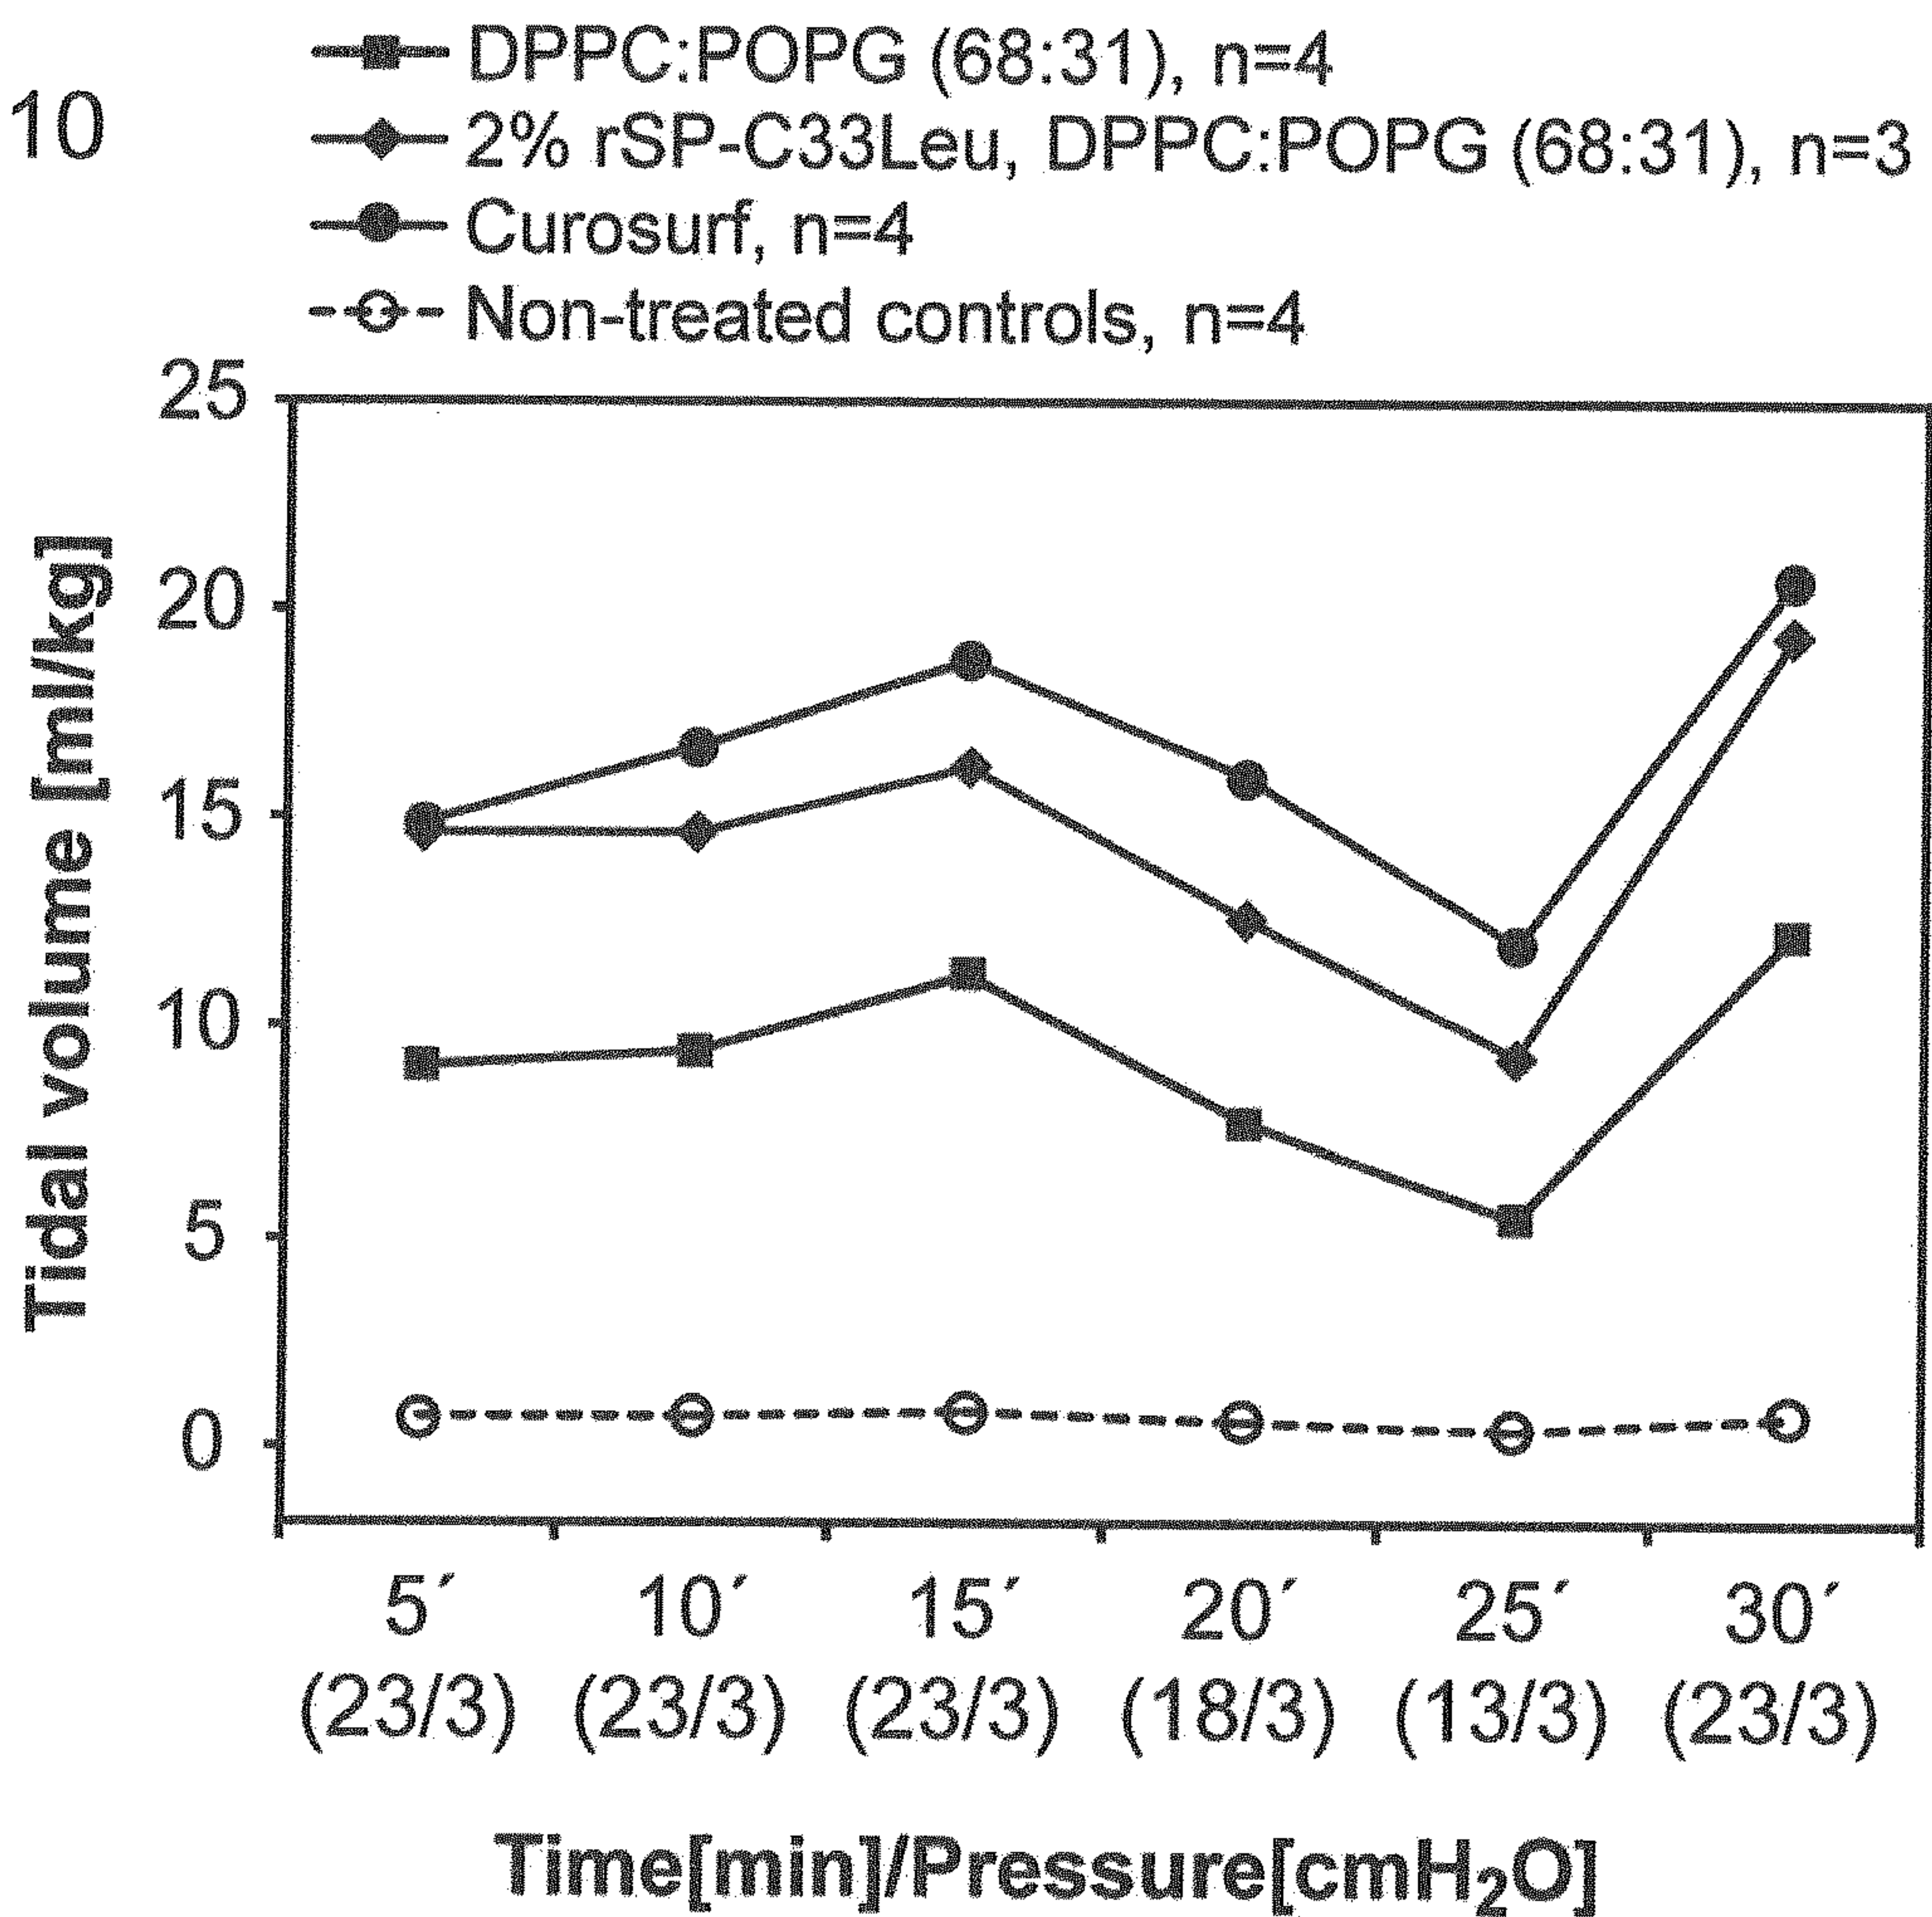 10
DPPC:POPG (68:31), n=4
2% rSP-C33Leu, DPPC:POPG (68:31), n=3
Curosurf, n=4
Non-treated controls, n=4
25
20
15
10
5
0
Tidal volume [ml/kg]
5´ 10´ 15´ 20´ 25´ 30´
(23/3) (23/3) (23/3) (18/3) (13/3) (23/3)
Time[min]/Pressure[cmH₂O]